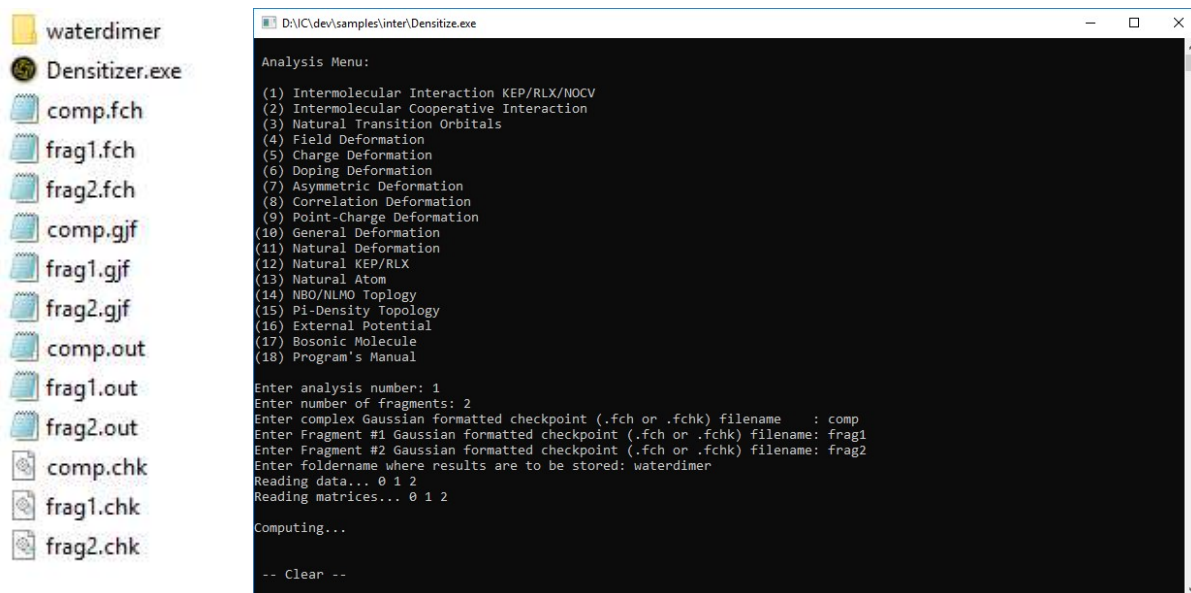 waterdimer
Densitizer.exe
comp.fch
frag1.fch
frag2.fch
comp.gjf
frag1.gjf
frag2.gjf
comp.out
frag1.out
frag2.out
comp.chk
frag1.chk
frag2.chk
D:\IC\dev\samples\inter\Densitize.exe
Analysis Menu:
(1) Intermolecular Interaction KEP/RLX/NOCV
(2) Intermolecular Cooperative Interaction
(3) Natural Transition Orbitals
(4) Field Deformation
(5) Charge Deformation
(6) Doping Deformation
(7) Asymmetric Deformation
(8) Correlation Deformation
(9) Point-Charge Deformation
(10) General Deformation
(11) Natural Deformation
(12) Natural KEP/RLX
(13) Natural Atom
(14) NBO/NLMO Toplogy
(15) Pi-Density Topology
(16) External Potential
(17) Bosonic Molecule
(18) Program's Manual
Enter analysis number: 1
Enter number of fragments: 2
Enter complex Gaussian formatted checkpoint (.fch or .fchk) filename    : comp
Enter Fragment #1 Gaussian formatted checkpoint (.fch or .fchk) filename: frag1
Enter Fragment #2 Gaussian formatted checkpoint (.fch or .fchk) filename: frag2
Enter foldername where results are to be stored: waterdimer
Reading data... 0 1 2
Reading matrices... 0 1 2
Computing...
-- Clear --